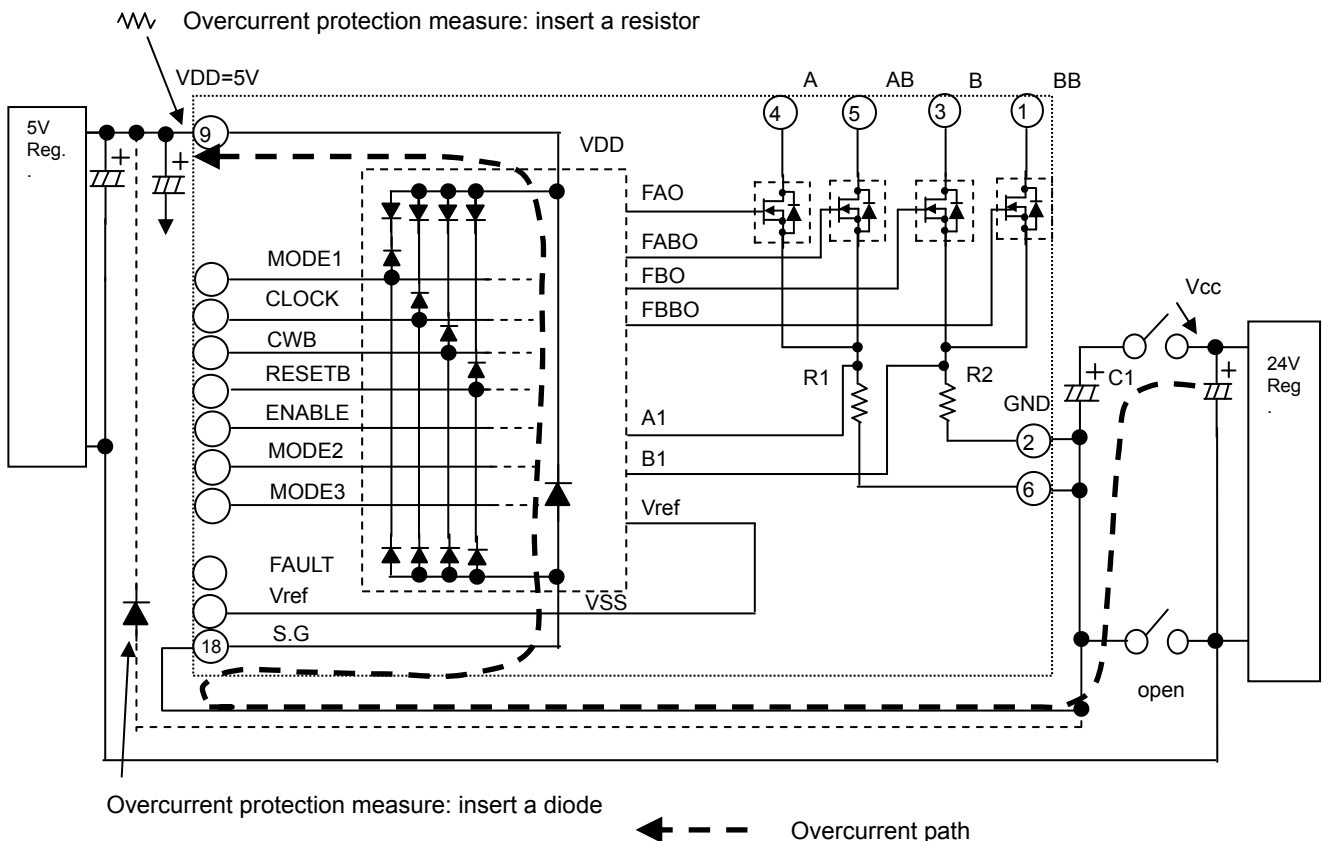 Overcurrent protection measure: insert a resistor
VDD=5V
A
AB
B
BB
5V
Reg.
.
9
4
5
3
1
VDD
FAO
FABO
FBO
FBBO
MODE1
CLOCK
CWB
RESETB
ENABLE
MODE2
MODE3
FAULT
Vref
S.G
18
VSS
A1
B1
Vref
R1
R2
GND
2
6
C1
Vcc
24V
Reg
.
+
+
+
+
open
Overcurrent protection measure: insert a diode
Overcurrent path